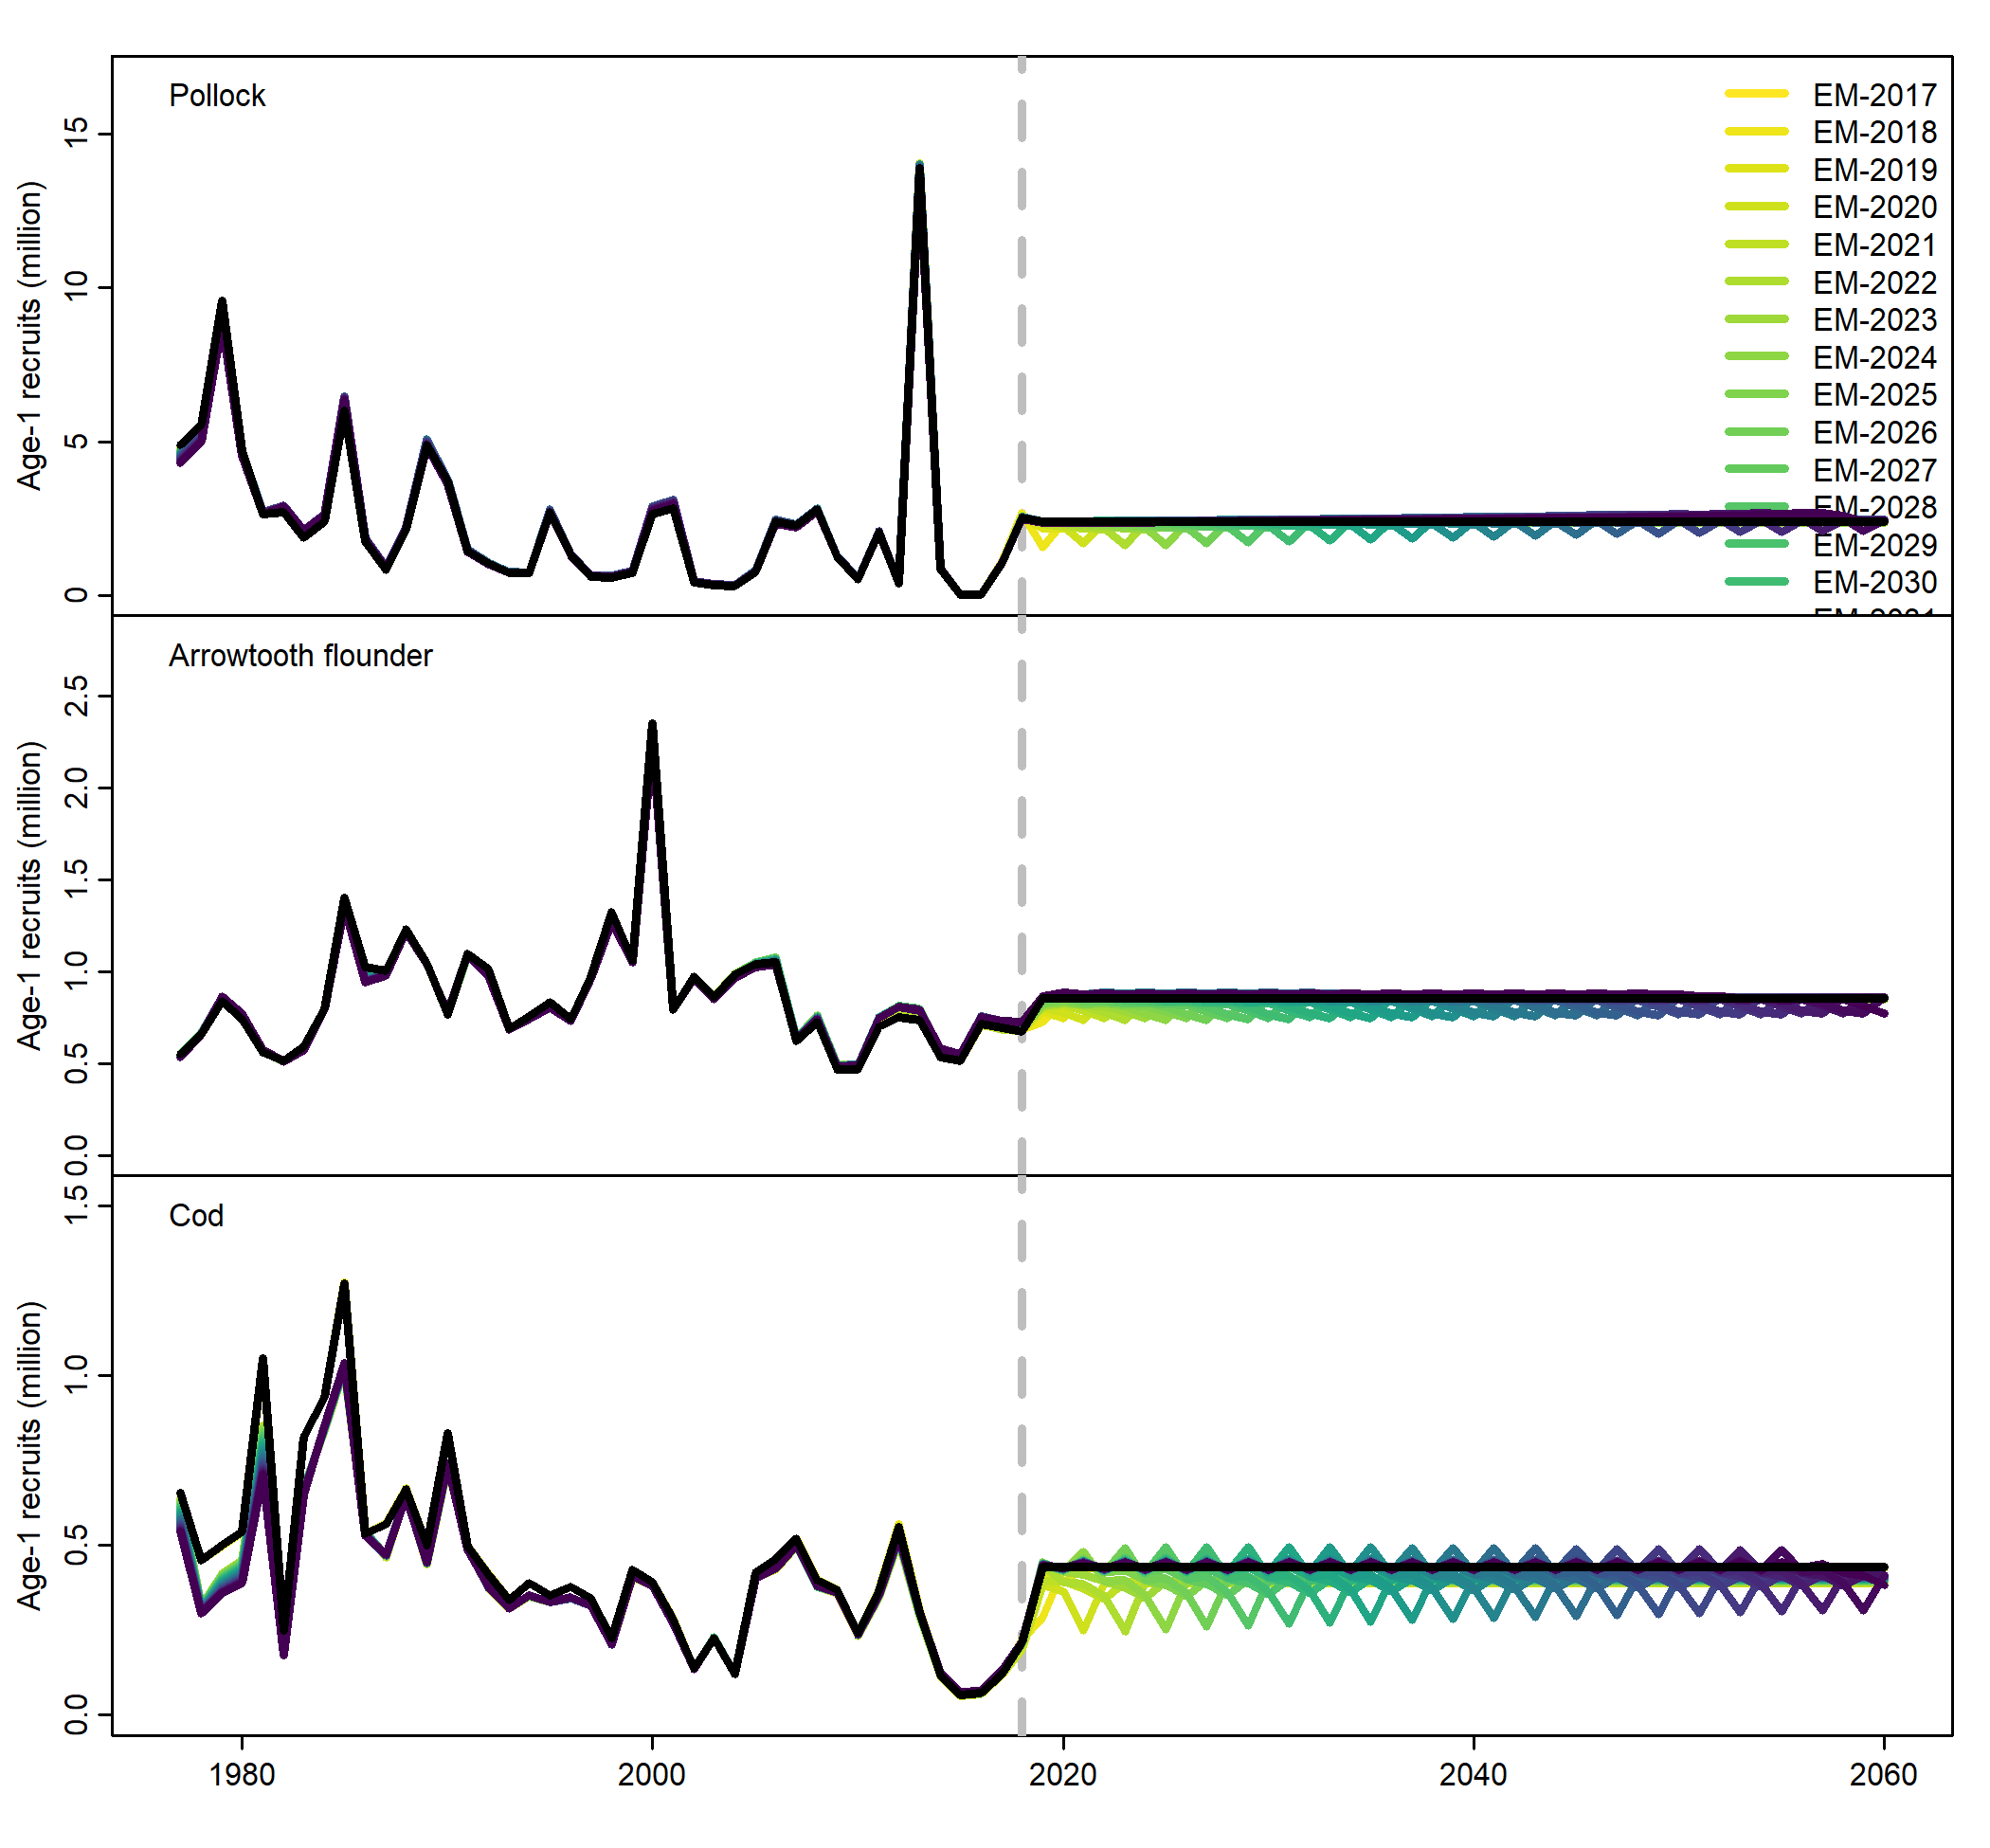 Pollock
Age-1 recruits (million)
15
10
5
0
EM-2017
EM-2018
EM-2019
EM-2020
EM-2021
EM-2022
EM-2023
EM-2024
EM-2025
EM-2026
EM-2027
EM-2028
EM-2029
EM-2030
Arrowtooth flounder
Age-1 recruits (million)
2.5
2.0
1.5
1.0
0.5
0.0
Cod
Age-1 recruits (million)
1.5
1.0
0.5
0.0
1980 2000 2020 2040 2060